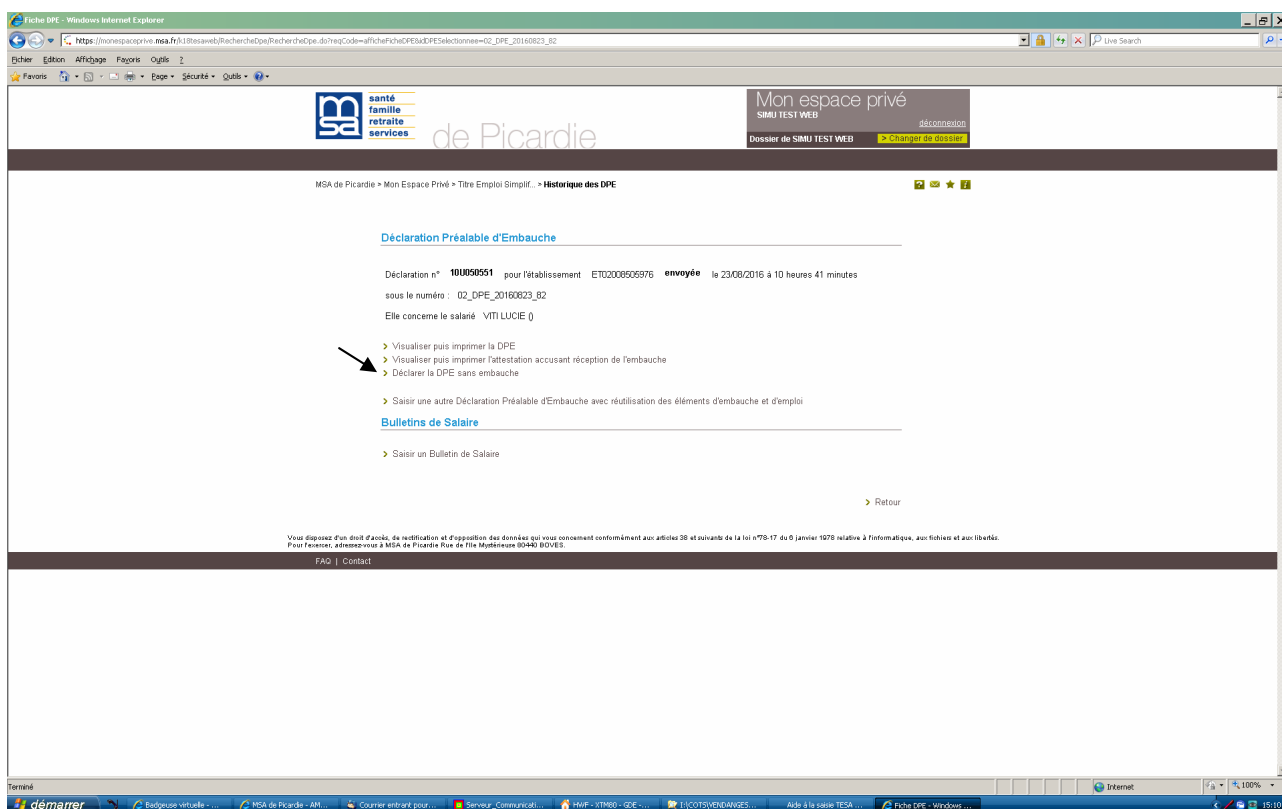 Fiche DPE - Windows Internet Explorer
https://monespaceprive.msa.fr/k18tesaweb/RechercheDpe/RechercheDpe.do?reqCode=afficheFicheDPE&idDPESelectionnee=02_DPE_20160823_82
Live Search
Fichier Edition Affichage Favoris Outils ?
Favoris Page Sécurité Outils
msa santé famille retraite services
de Picardie
Mon espace privé
SIMU TEST WEB
déconnexion
Dossier de SIMU TEST WEB > Changer de dossier
MSA de Picardie > Mon Espace Privé > Titre Emploi Simplif... > Historique des DPE
Déclaration Préalable d'Embauche
Déclaration n° 10U050551 pour l'établissement ET02008505976 envoyée le 23/08/2016 à 10 heures 41 minutes
sous le numéro : 02_DPE_20160823_82
Elle concerne le salarié VITI LUCIE ()
> Visualiser puis imprimer la DPE
> Visualiser puis imprimer l'attestation accusant réception de l'embauche
> Déclarer la DPE sans embauche
> Saisir une autre Déclaration Préalable d'Embauche avec réutilisation des éléments d'embauche et d'emploi
Bulletins de Salaire
> Saisir un Bulletin de Salaire
> Retour
Vous disposez d'un droit d'accès, de rectification et d'opposition des données qui vous concernent conformément aux articles 38 et suivants de la loi n°78-17 du 6 janvier 1978 relative à l'informatique, aux fichiers et aux libertés.
Pour l'exercer, adressez-vous à MSA de Picardie Rue de l'Ile Mystérieuse 80440 BOVES.
FAQ | Contact
Terminé Internet 100%
démarrer Badgeuse virtuelle - ... MSA de Picardie - AM... Courrier entrant pour... Serveur_Communicati... HWF - XTM80 - GDE -... I:\COTS\VENDANGES... Aide à la saisie TESA ... Fiche DPE - Windows ... 15:10